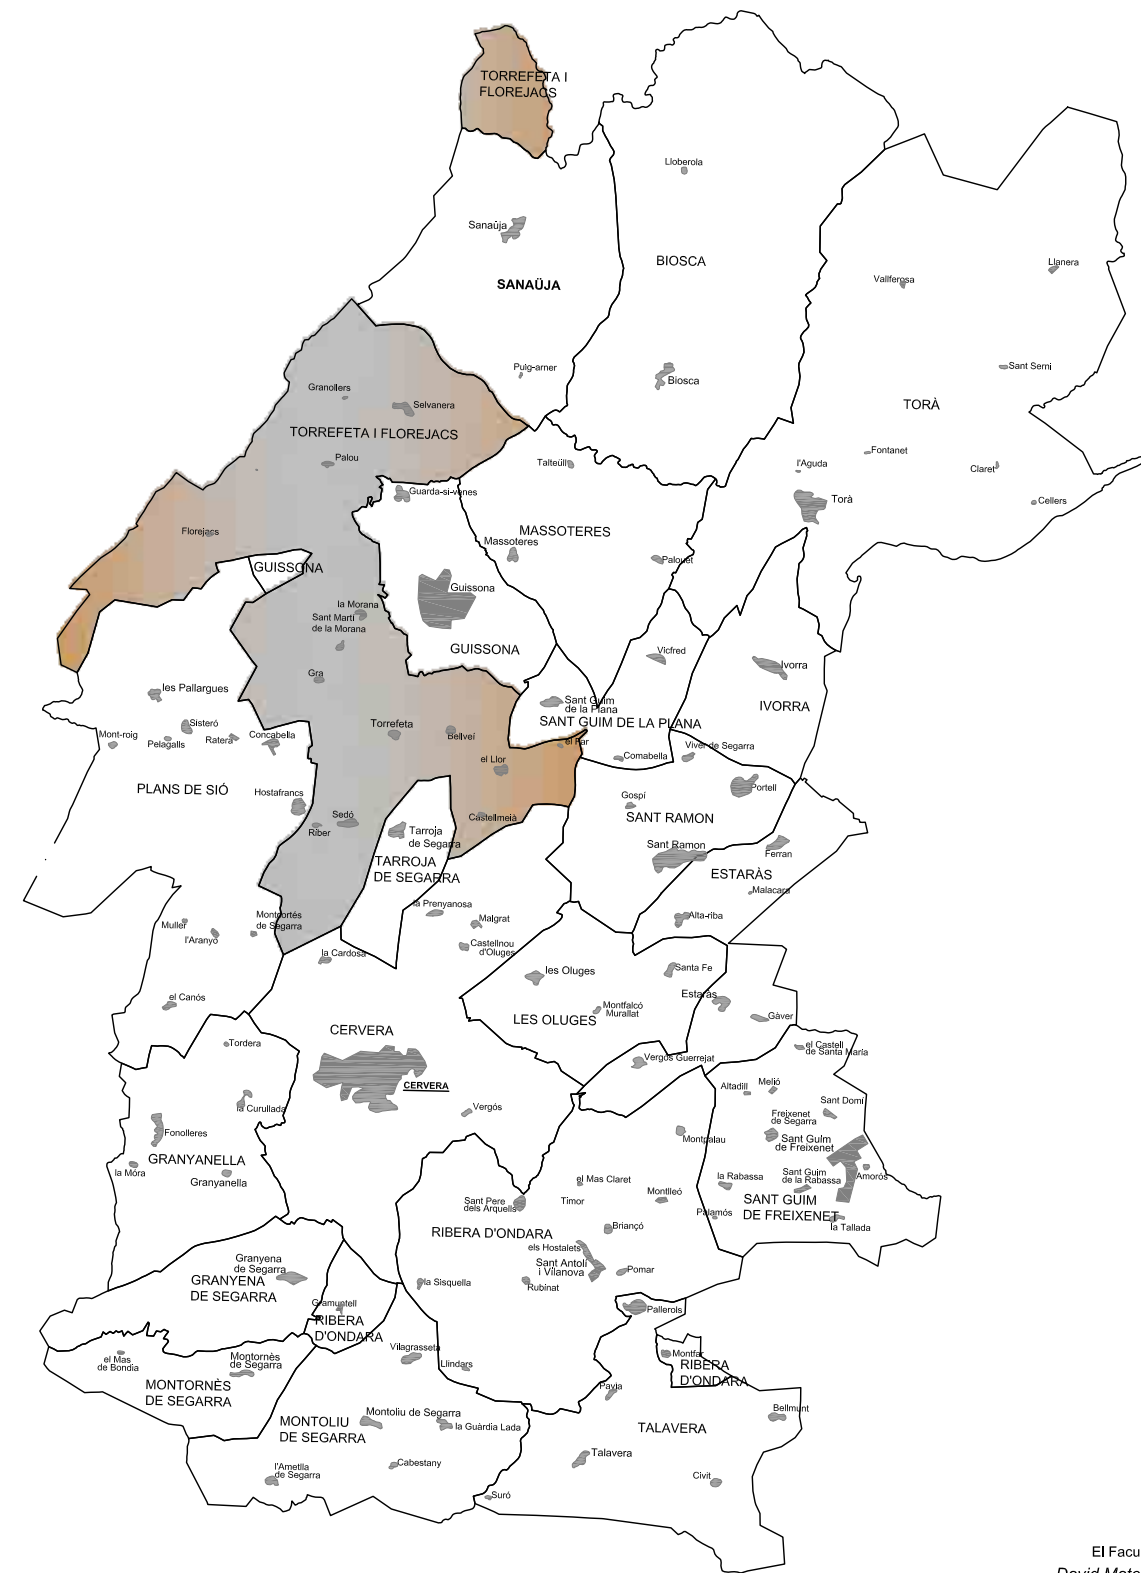 TORREFETA I
FLOREJACS
Lloberola
Sanaüja
BIOSCA
Llanera
Vallferosa
SANAÜJA
Puig-arner
Biosca
Sant Serni
Granollers
Selvanera
TORÀ
TORREFETA I FLOREJACS
Palou
Talteüll
Fontanet
l'Aguda
Claret
Guarda-si-venes
Torà
Cellers
Florejacs
MASSOTERES
Massoteres
Palouet
GUISSONA
Guissona
la Morana
Sant Martí
de la Morana
GUISSONA
Vicfred
Ivorra
Gra
les Pallargues
Sant Guim
de la Plana
IVORRA
SANT GUIM DE LA PLANA
Sisteró
Mont-roig
Pelagalls
Ratera
Concabella
Torrefeta
Bellveí
el Far
Comabella
Viver de Segarra
el Llor
PLANS DE SIÓ
Hostafrancs
Gospí
Portell
SANT RAMON
Sedó
Riber
Castellmeià
Tarroja
de Segarra
Sant Ramon
Ferran
TARROJA
DE SEGARRA
ESTARÀS
Malacara
la Prenyanosa
Malgrat
Alta-riba
Muller
l'Aranyó
Montcortés
de Segarra
Castellnou
d'Oluges
la Cardosa
les Oluges
Santa Fe
el Canós
Estaràs
Montfalcó
Murallat
LES OLUGES
Gàver
CERVERA
Tordera
el Castell
de Santa María
Vergós Guerrejat
CERVERA
Altadill
Melió
Sant Domí
la Curullada
Vergós
Freixenet
de Segarra
Fonolleres
Montpalau
Sant Guim
de Freixenet
GRANYANELLA
la Móra
Granyanella
el Mas Claret
la Rabassa
Sant Guim
de la Rabassa
Amorós
Sant Pere
dels Arquells
Timor
Montlleó
SANT GUIM
DE FREIXENET
Palamós
la Tallada
RIBERA D'ONDARA
Briançó
els Hostalets
Sant Antolí
i Vilanova
Pomar
Rubinat
la Sisquella
Granyena
de Segarra
GRANYENA
DE SEGARRA
Gramuntell
RIBERA
D'ONDARA
Pallerols
Vilagrasseta
Llindars
el Mas
de Bondia
Montornès
de Segarra
Montfar
RIBERA
D'ONDARA
MONTORNÈS
DE SEGARRA
Pavia
Bellmunt
Montoliu de Segarra
MONTOLIU
DE SEGARRA
la Guàrdia Lada
TALAVERA
Talavera
l'Ametlla
de Segarra
Cabestany
Civit
Suró
El Facu